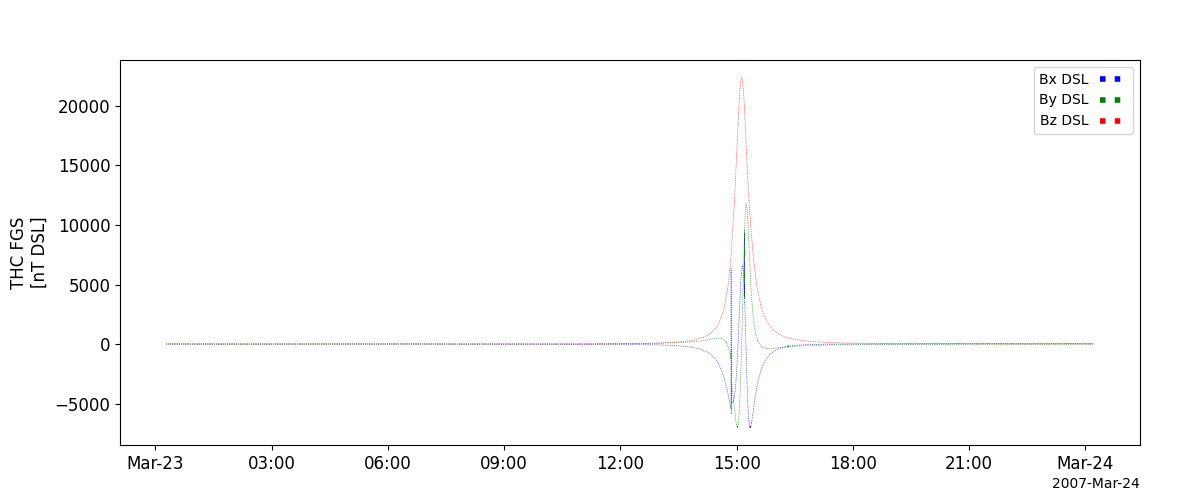 Bx DSL
By DSL
Bz DSL
THC FGS
[nT DSL]
20000
15000
10000
5000
0
−5000
Mar-23 03:00 06:00 09:00 12:00 15:00 18:00 21:00 Mar-24
2007-Mar-24